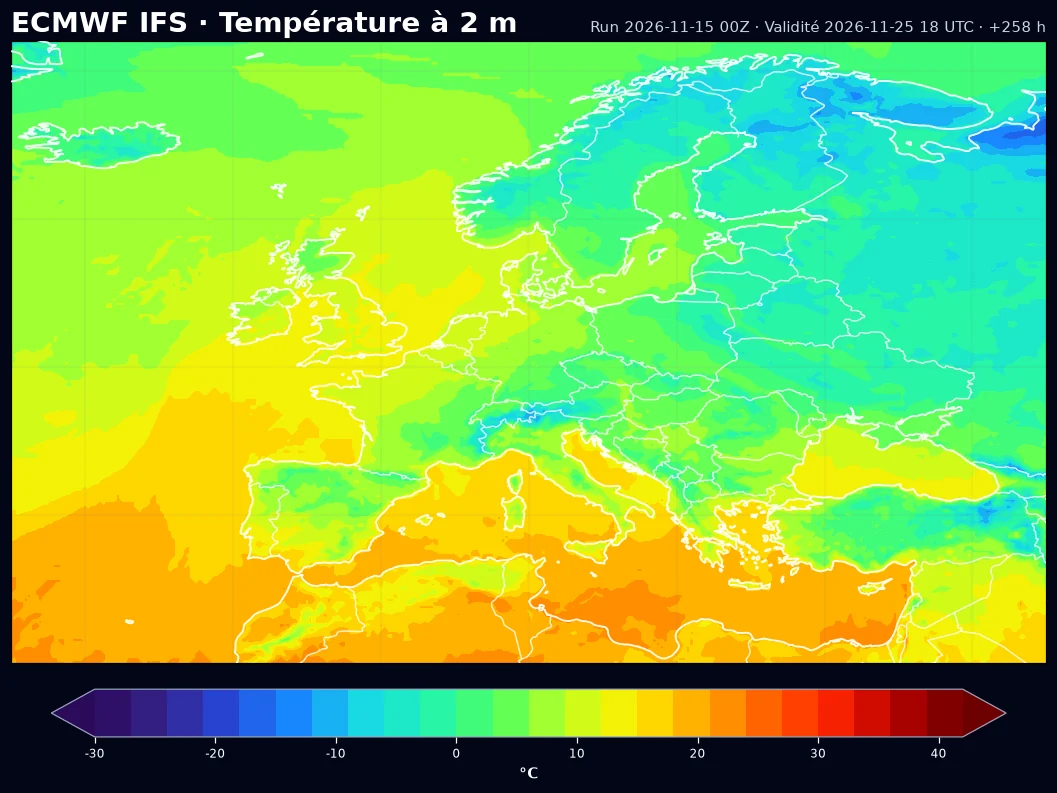 ECMWF IFS · Température à 2 m
Run 2026-11-15 00Z · Validité 2026-11-25 18 UTC · +258 h
-30 -20 -10 0 10 20 30 40
°C